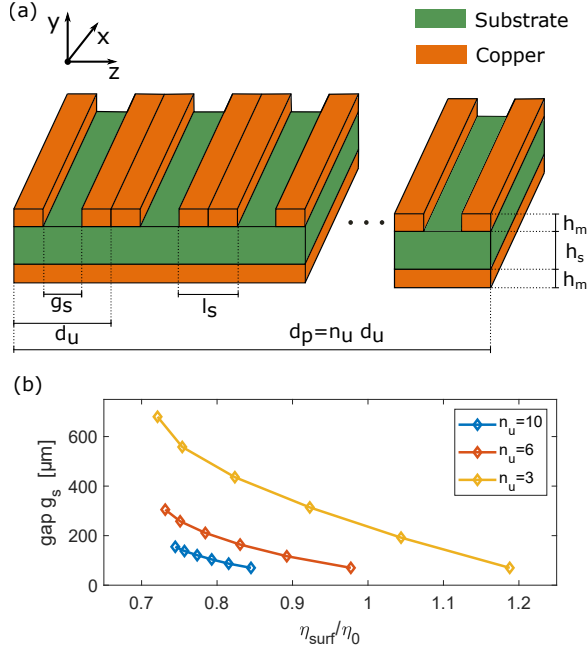 (a)
y
x
z
Substrate
Copper
h_m
h_s
h_m
g_s
l_s
d_u
d_p=n_u d_u
(b)
gap g_s [µm]
600
400
200
0
n_u=10
n_u=6
n_u=3
0.7 0.8 0.9 1 1.1 1.2
η_surf/η_0